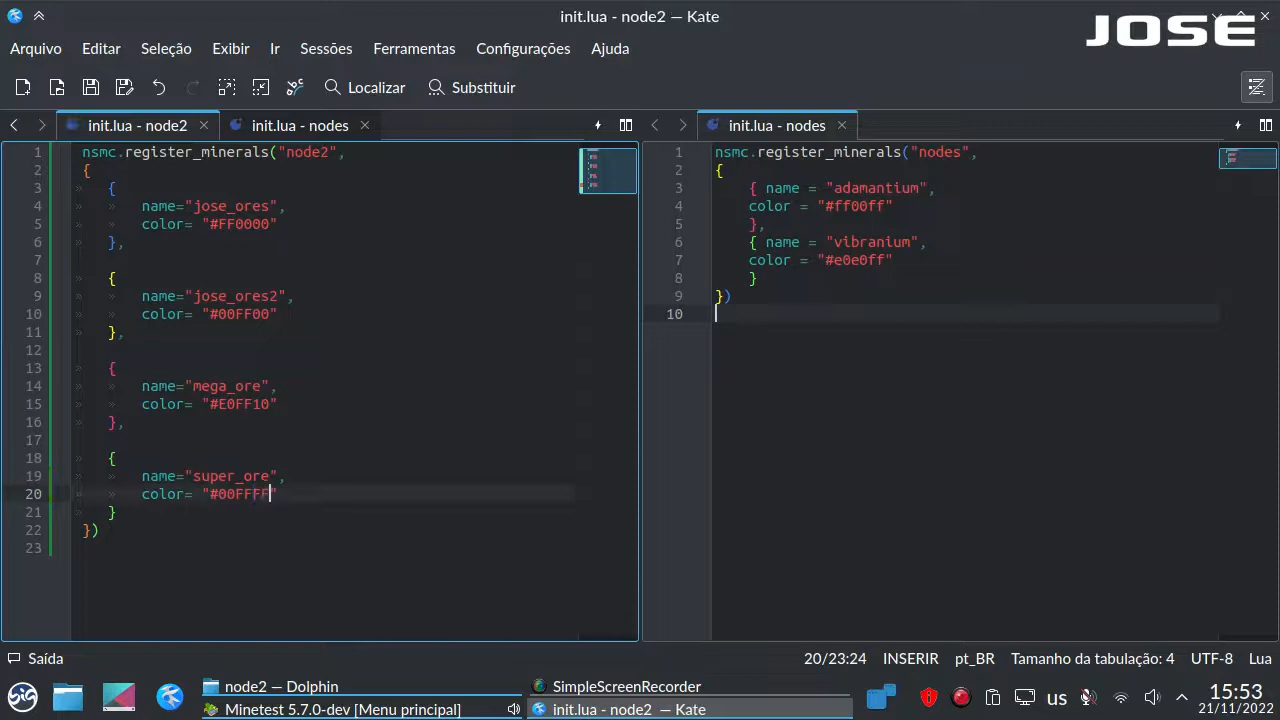 init.lua - node2 — Kate
JOSE
Arquivo Editar Seleção Exibir Ir Sessões Ferramentas Configurações Ajuda
Localizar Substituir
init.lua - node2 init.lua - nodes
1 nsmc.register_minerals("node2",
2 {
3 {
4 name="jose_ores",
5 color= "#FF0000"
6 },
7
8 {
9 name="jose_ores2",
10 color= "#00FF00"
11 },
12
13 {
14 name="mega_ore",
15 color= "#E0FF10"
16 },
17
18 {
19 name="super_ore",
20 color= "#00FFFF"
21 }
22 })
23
init.lua - nodes
1 nsmc.register_minerals("nodes",
2 {
3 { name = "adamantium",
4 color = "#ff00ff"
5 },
6 { name = "vibranium",
7 color = "#e0e0ff"
8 }
9 })
10
Saída
20/23:24 INSERIR pt_BR Tamanho da tabulação: 4 UTF-8 Lua
node2 — Dolphin
Minetest 5.7.0-dev [Menu principal]
SimpleScreenRecorder
init.lua - node2 — Kate
us
15:53
21/11/2022